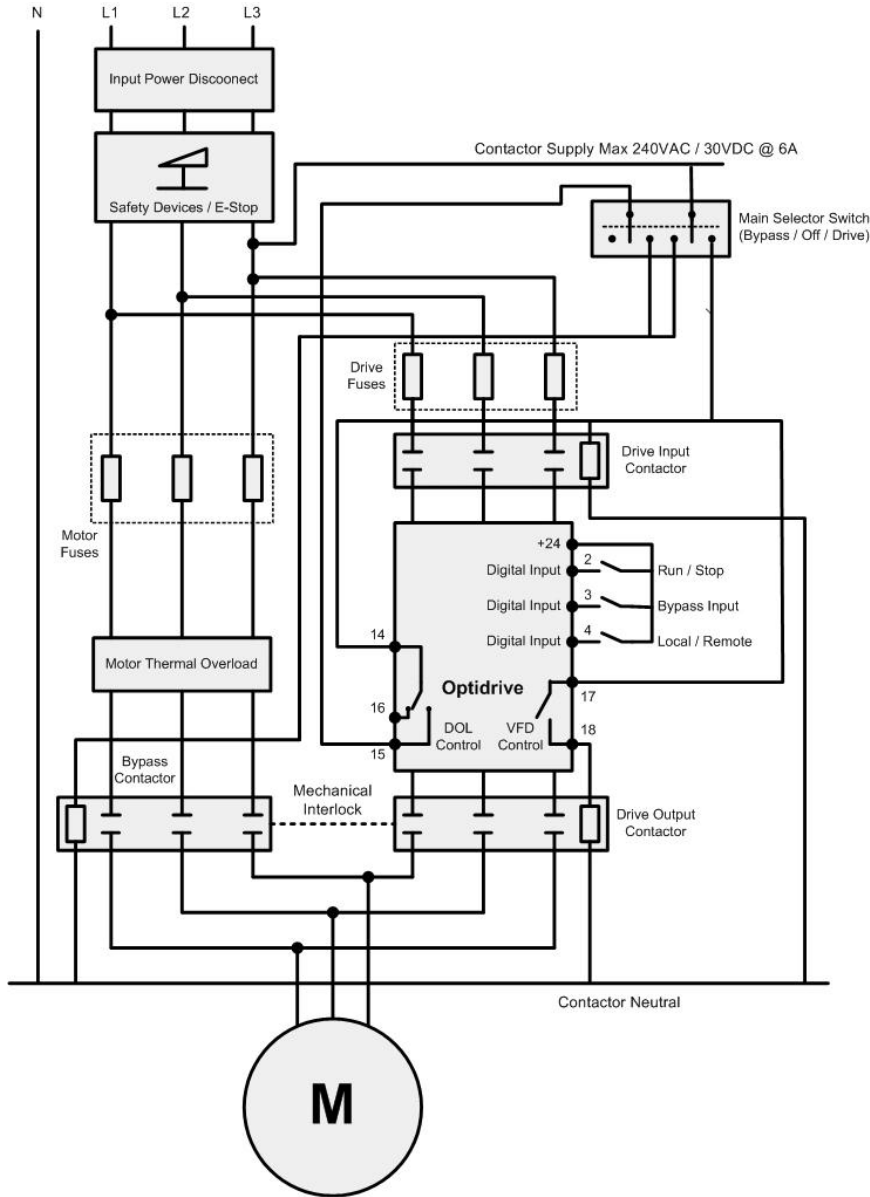 N
L1
L2
L3
Input Power Discoonect
Safety Devices / E-Stop
Contactor Supply Max 240VAC / 30VDC @ 6A
Main Selector Switch
(Bypass / Off / Drive)
Drive
Fuses
Drive Input
Contactor
Motor
Fuses
+24
Digital Input
2
Run / Stop
Digital Input
3
Bypass Input
Digital Input
4
Local / Remote
14
Motor Thermal Overload
Optidrive
16
17
15
DOL
Control
VFD
Control
18
Bypass
Contactor
Mechanical
Interlock
Drive Output
Contactor
Contactor Neutral
M